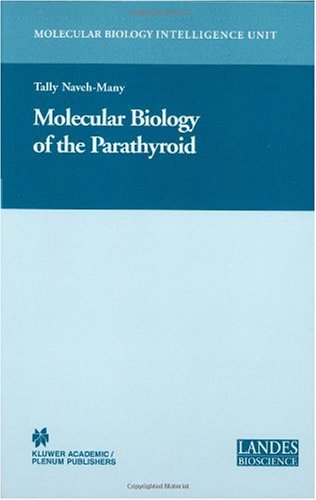 MOLECULAR BIOLOGY INTELLIGENCE UNIT
Tally Naveh-Many
Molecular Biology
of the Parathyroid
KLUWER ACADEMIC /
PLENUM PUBLISHERS
LANDES
BIOSCIENCE